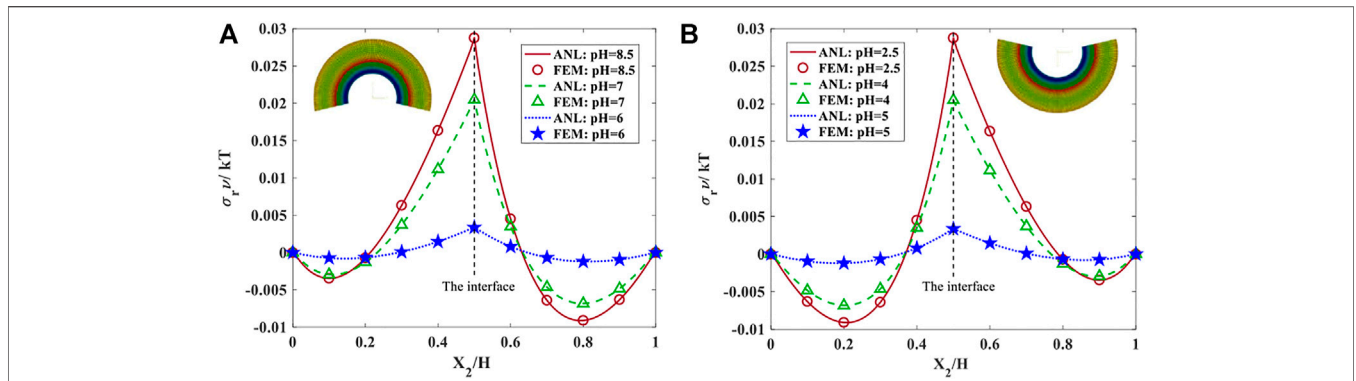 A
0.03
0.025
0.02
0.015
0.01
0.005
0
-0.005
-0.01
σrν/ kT
ANL: pH=8.5
FEM: pH=8.5
ANL: pH=7
FEM: pH=7
ANL: pH=6
FEM: pH=6
The interface
0 0.2 0.4 0.6 0.8 1
X2/H
B
0.03
0.025
0.02
0.015
0.01
0.005
0
-0.005
-0.01
σrν/ kT
ANL: pH=2.5
FEM: pH=2.5
ANL: pH=4
FEM: pH=4
ANL: pH=5
FEM: pH=5
The interface
0 0.2 0.4 0.6 0.8 1
X2/H